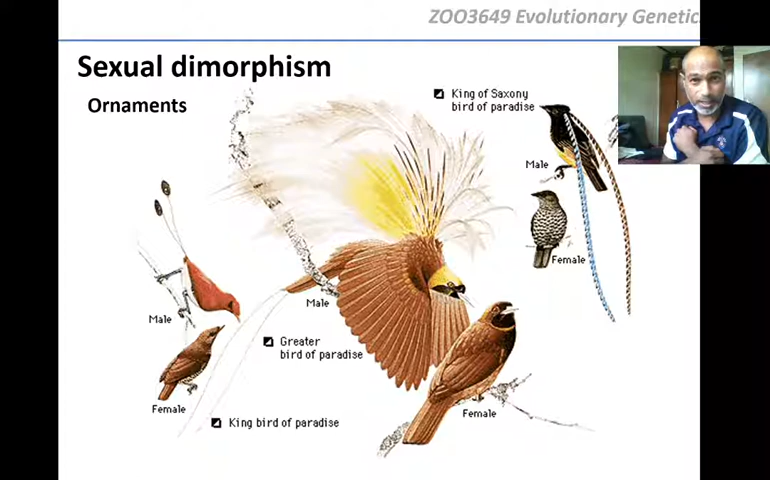 ZOO3649 Evolutionary Genetic
Sexual dimorphism
Ornaments
King of Saxony
bird of paradise
Male
Female
Male
Greater
bird of paradise
Male
Female
King bird of paradise
Female